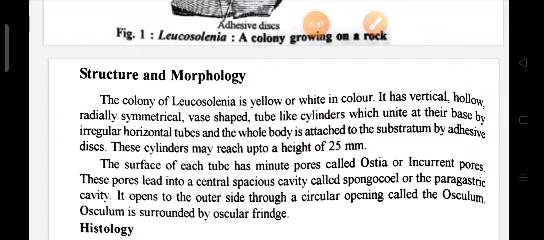 Adhesive discs
Fig. 1 : Leucosolenia : A colony growing on a rock
Structure and Morphology
The colony of Leucosolenia is yellow or white in colour. It has vertical, hollow,
radially symmetrical, vase shaped, tube like cylinders which unite at their base by
irregular horizontal tubes and the whole body is attached to the substratum by adhesive
discs. These cylinders may reach upto a height of 25 mm.
The surface of each tube has minute pores called Ostia or Incurrent pores.
These pores lead into a central spacious cavity called spongocoel or the paragastric
cavity. It opens to the outer side through a circular opening called the Osculum.
Osculum is surrounded by oscular frindge.
Histology